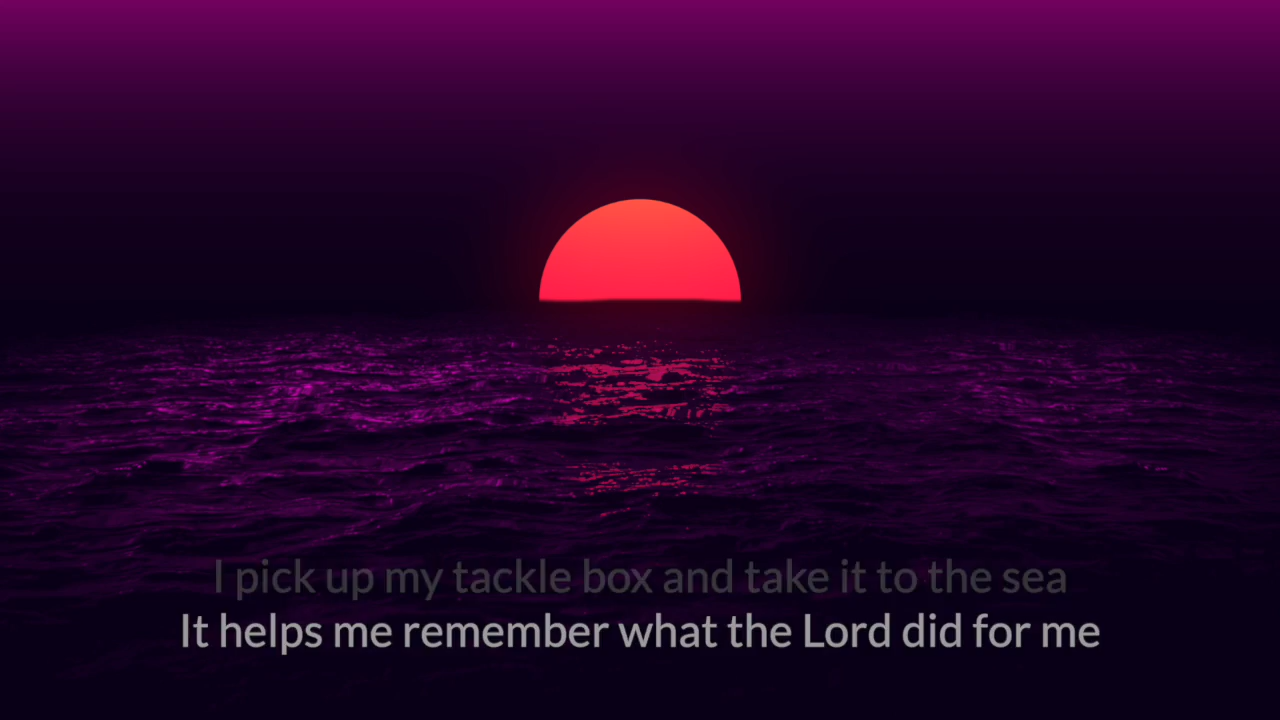 I pick up my tackle box and take it to the sea
It helps me remember what the Lord did for me